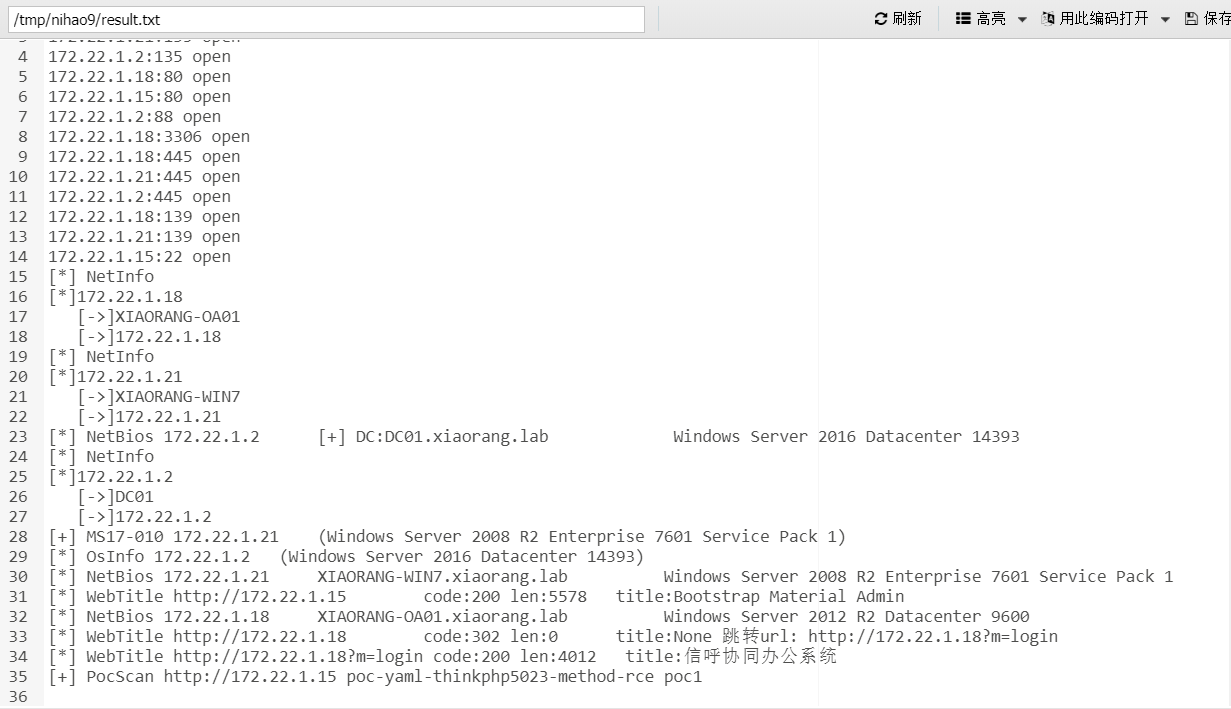 /tmp/nihao9/result.txt 刷新 高亮 用此编码打开 保存
4 172.22.1.2:135 open
5 172.22.1.18:80 open
6 172.22.1.15:80 open
7 172.22.1.2:88 open
8 172.22.1.18:3306 open
9 172.22.1.18:445 open
10 172.22.1.21:445 open
11 172.22.1.2:445 open
12 172.22.1.18:139 open
13 172.22.1.21:139 open
14 172.22.1.15:22 open
15 [*] NetInfo
16 [*]172.22.1.18
17 [->]XIAORANG-OA01
18 [->]172.22.1.18
19 [*] NetInfo
20 [*]172.22.1.21
21 [->]XIAORANG-WIN7
22 [->]172.22.1.21
23 [*] NetBios 172.22.1.2 [+] DC:DC01.xiaorang.lab Windows Server 2016 Datacenter 14393
24 [*] NetInfo
25 [*]172.22.1.2
26 [->]DC01
27 [->]172.22.1.2
28 [+] MS17-010 172.22.1.21 (Windows Server 2008 R2 Enterprise 7601 Service Pack 1)
29 [*] OsInfo 172.22.1.2 (Windows Server 2016 Datacenter 14393)
30 [*] NetBios 172.22.1.21 XIAORANG-WIN7.xiaorang.lab Windows Server 2008 R2 Enterprise 7601 Service Pack 1
31 [*] WebTitle http://172.22.1.15 code:200 len:5578 title:Bootstrap Material Admin
32 [*] NetBios 172.22.1.18 XIAORANG-OA01.xiaorang.lab Windows Server 2012 R2 Datacenter 9600
33 [*] WebTitle http://172.22.1.18 code:302 len:0 title:None 跳转url: http://172.22.1.18?m=login
34 [*] WebTitle http://172.22.1.18?m=login code:200 len:4012 title:信呼协同办公系统
35 [+] PocScan http://172.22.1.15 poc-yaml-thinkphp5023-method-rce poc1
36